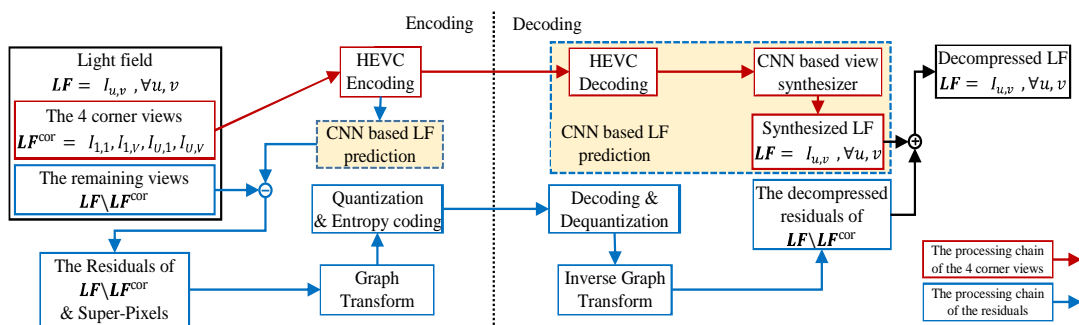 Encoding
Decoding
Light field
LF = I_{u,v} , ∀u, v
The 4 corner views
LF^{cor} = I_{1,1}, I_{1,V}, I_{U,1}, I_{U,V}
The remaining views
LF\LF^{cor}
The Residuals of
LF\LF^{cor}
& Super-Pixels
HEVC
Encoding
CNN based LF
prediction
Quantization
& Entropy coding
Graph
Transform
HEVC
Decoding
CNN based view
synthesizer
CNN based LF
prediction
Synthesized LF
LF = I_{u,v} , ∀u, v
Decoding &
Dequantization
Inverse Graph
Transform
The decompressed
residuals of
LF\LF^{cor}
Decompressed LF
LF = I_{u,v} , ∀u, v
The processing chain
of the 4 corner views
The processing chain
of the residuals